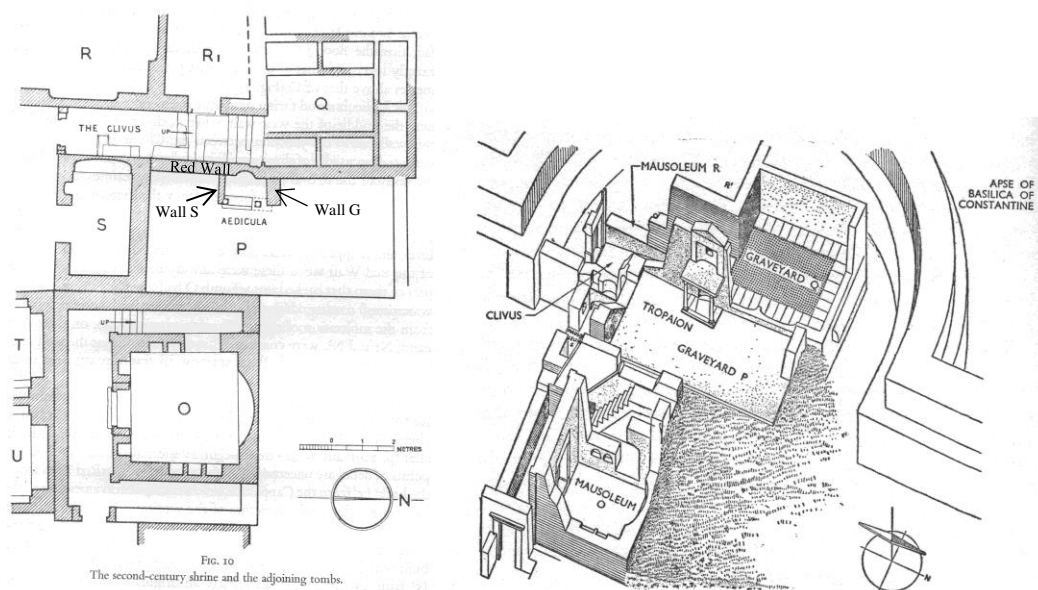 R
R1
Q
THE CLIVUS
UP
Red Wall
Wall S
Wall G
AEDICULA
S
P
UP
T
O
U
0 1 2
METRES
N
FIG. 10
The second-century shrine and the adjoining tombs.
MAUSOLEUM R
R'
APSE OF
BASILICA OF
CONSTANTINE
GRAVEYARD Q
CLIVUS
TROPAION
GRAVEYARD P
MAUSOLEUM
O
N